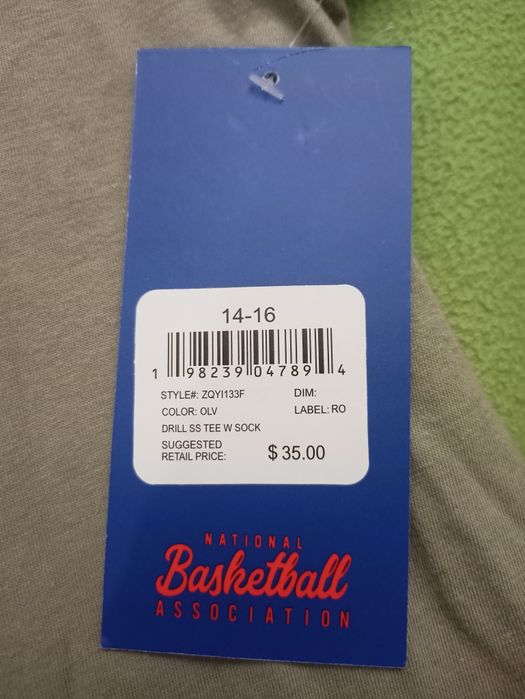 14-16
1 98239 04789 4
STYLE#: ZQYI133F DIM:
COLOR: OLV LABEL: RO
DRILL SS TEE W SOCK
SUGGESTED
RETAIL PRICE: $ 35.00
NATIONAL
Basketball
ASSOCIATION